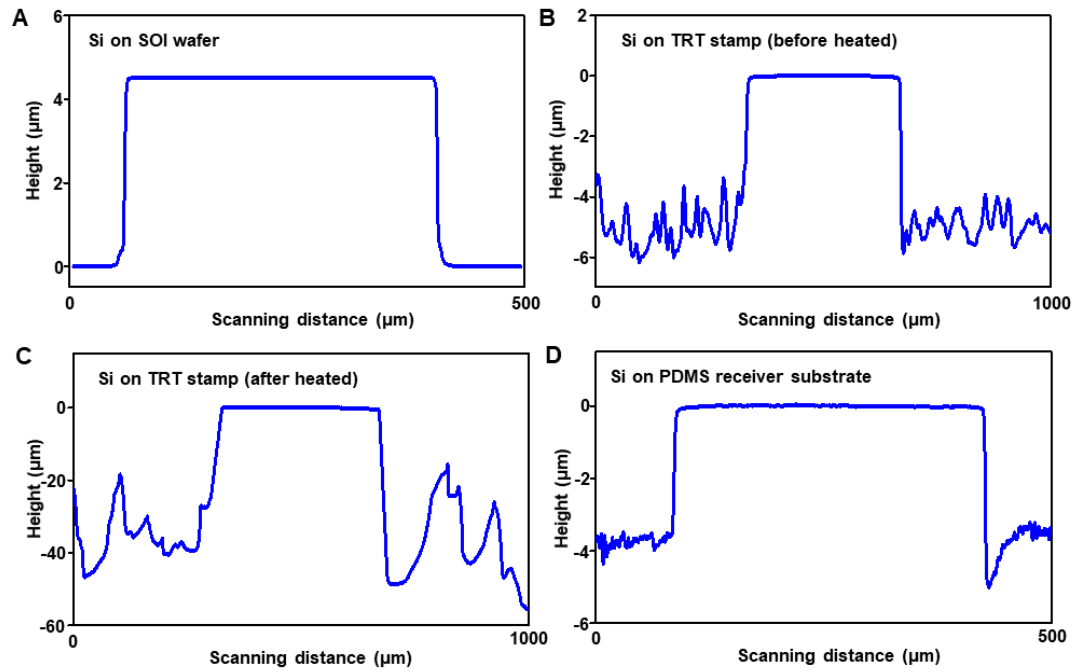 A
Si on SOI wafer
Height (µm)
6
4
2
0
0
500
Scanning distance (µm)
B
Si on TRT stamp (before heated)
Height (µm)
2
0
-2
-4
-6
0
1000
Scanning distance (µm)
C
Si on TRT stamp (after heated)
Height (µm)
0
-20
-40
-60
0
1000
Scanning distance (µm)
D
Si on PDMS receiver substrate
Height (µm)
0
-2
-4
-6
0
500
Scanning distance (µm)